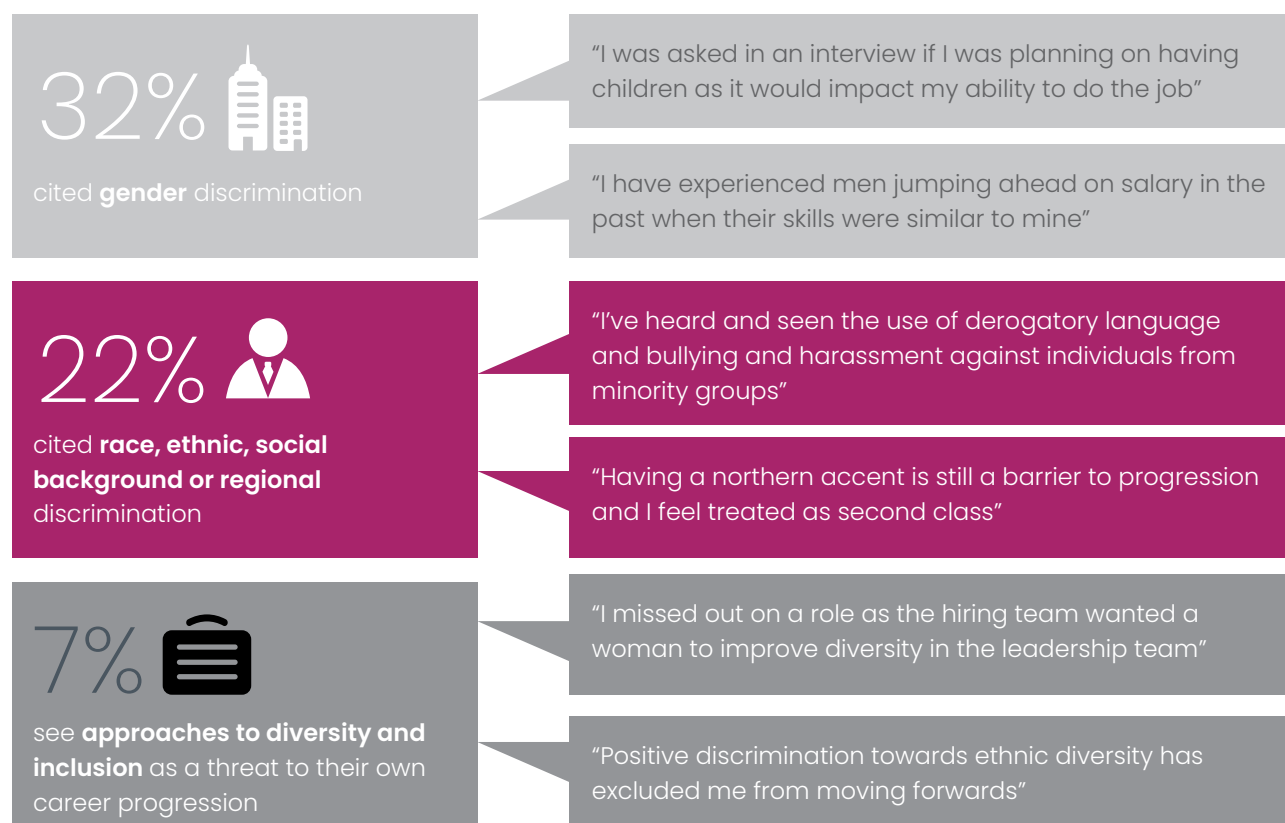 32%
cited gender discrimination
“I was asked in an interview if I was planning on having
children as it would impact my ability to do the job”
“I have experienced men jumping ahead on salary in the
past when their skills were similar to mine”
22%
cited race, ethnic, social
background or regional
discrimination
“I’ve heard and seen the use of derogatory language
and bullying and harassment against individuals from
minority groups”
“Having a northern accent is still a barrier to progression
and I feel treated as second class”
7%
see approaches to diversity and
inclusion as a threat to their own
career progression
“I missed out on a role as the hiring team wanted a
woman to improve diversity in the leadership team”
“Positive discrimination towards ethnic diversity has
excluded me from moving forwards”